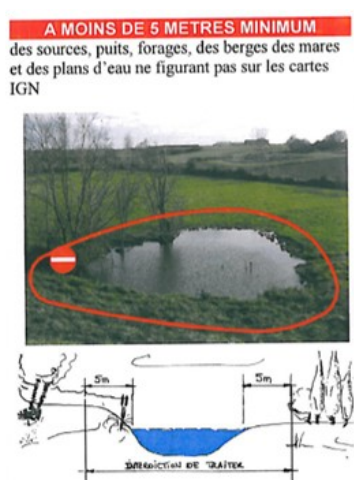 A MOINS DE 5 METRES MINIMUM
des sources, puits, forages, des berges des mares
et des plans d'eau ne figurant pas sur les cartes
IGN
5m 5m
INTERDICTION DE TRAITER